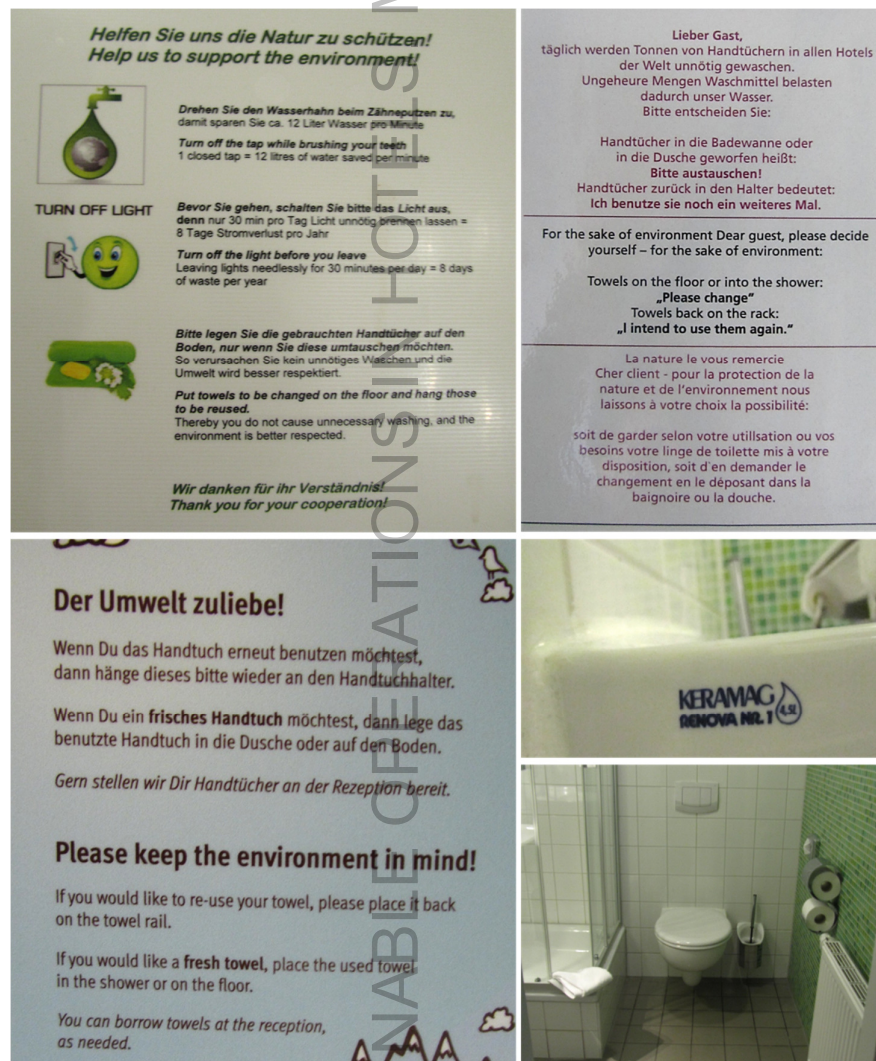 Helfen Sie uns die Natur zu schützen!
Help us to support the environment!
Drehen Sie den Wasserhahn beim Zähneputzen zu,
damit sparen Sie ca. 12 Liter Wasser pro Minute
Turn off the tap while brushing your teeth
1 closed tap = 12 litres of water saved per minute
TURN OFF LIGHT
Bevor Sie gehen, schalten Sie bitte das Licht aus,
denn nur 30 min pro Tag Licht unnötig brennen lassen =
8 Tage Stromverlust pro Jahr
Turn off the light before you leave
Leaving lights needlessly for 30 minutes per day = 8 days
of waste per year
Bitte legen Sie die gebrauchten Handtücher auf den
Boden, nur wenn Sie diese umtauschen möchten.
So verursachen Sie kein unnötiges Waschen und die
Umwelt wird besser respektiert.
Put towels to be changed on the floor and hang those
to be reused.
Thereby you do not cause unnecessary washing, and the
environment is better respected.
Wir danken für ihr Verständnis!
Thank you for your cooperation!
Lieber Gast,
täglich werden Tonnen von Handtüchern in allen Hotels
der Welt unnötig gewaschen.
Ungeheure Mengen Waschmittel belasten
dadurch unser Wasser.
Bitte entscheiden Sie:
Handtücher in die Badewanne oder
in die Dusche geworfen heißt:
Bitte austauschen!
Handtücher zurück in den Halter bedeutet:
Ich benutze sie noch ein weiteres Mal.
For the sake of environment Dear guest, please decide
yourself – for the sake of environment:
Towels on the floor or into the shower:
„Please change“
Towels back on the rack:
„I intend to use them again.“
La nature le vous remercie
Cher client - pour la protection de la
nature et de l'environnement nous
laissons à votre choix la possibilité:
soit de garder selon votre utillsation ou vos
besoins votre linge de toilette mis à votre
disposition, soit d'en demander le
changement en le déposant dans la
baignoire ou la douche.
Der Umwelt zuliebe!
Wenn Du das Handtuch erneut benutzen möchtest,
dann hänge dieses bitte wieder an den Handtuchhalter.
Wenn Du ein frisches Handtuch möchtest, dann lege das
benutzte Handtuch in die Dusche oder auf den Boden.
Gern stellen wir Dir Handtücher an der Rezeption bereit.
Please keep the environment in mind!
If you would like to re-use your towel, please place it back
on the towel rail.
If you would like a fresh towel, place the used towel
in the shower or on the floor.
You can borrow towels at the reception,
as needed.
KERAMAG
RENOVA NR. 1
4,5L
NABLE OPERATIONS IN HOTELS